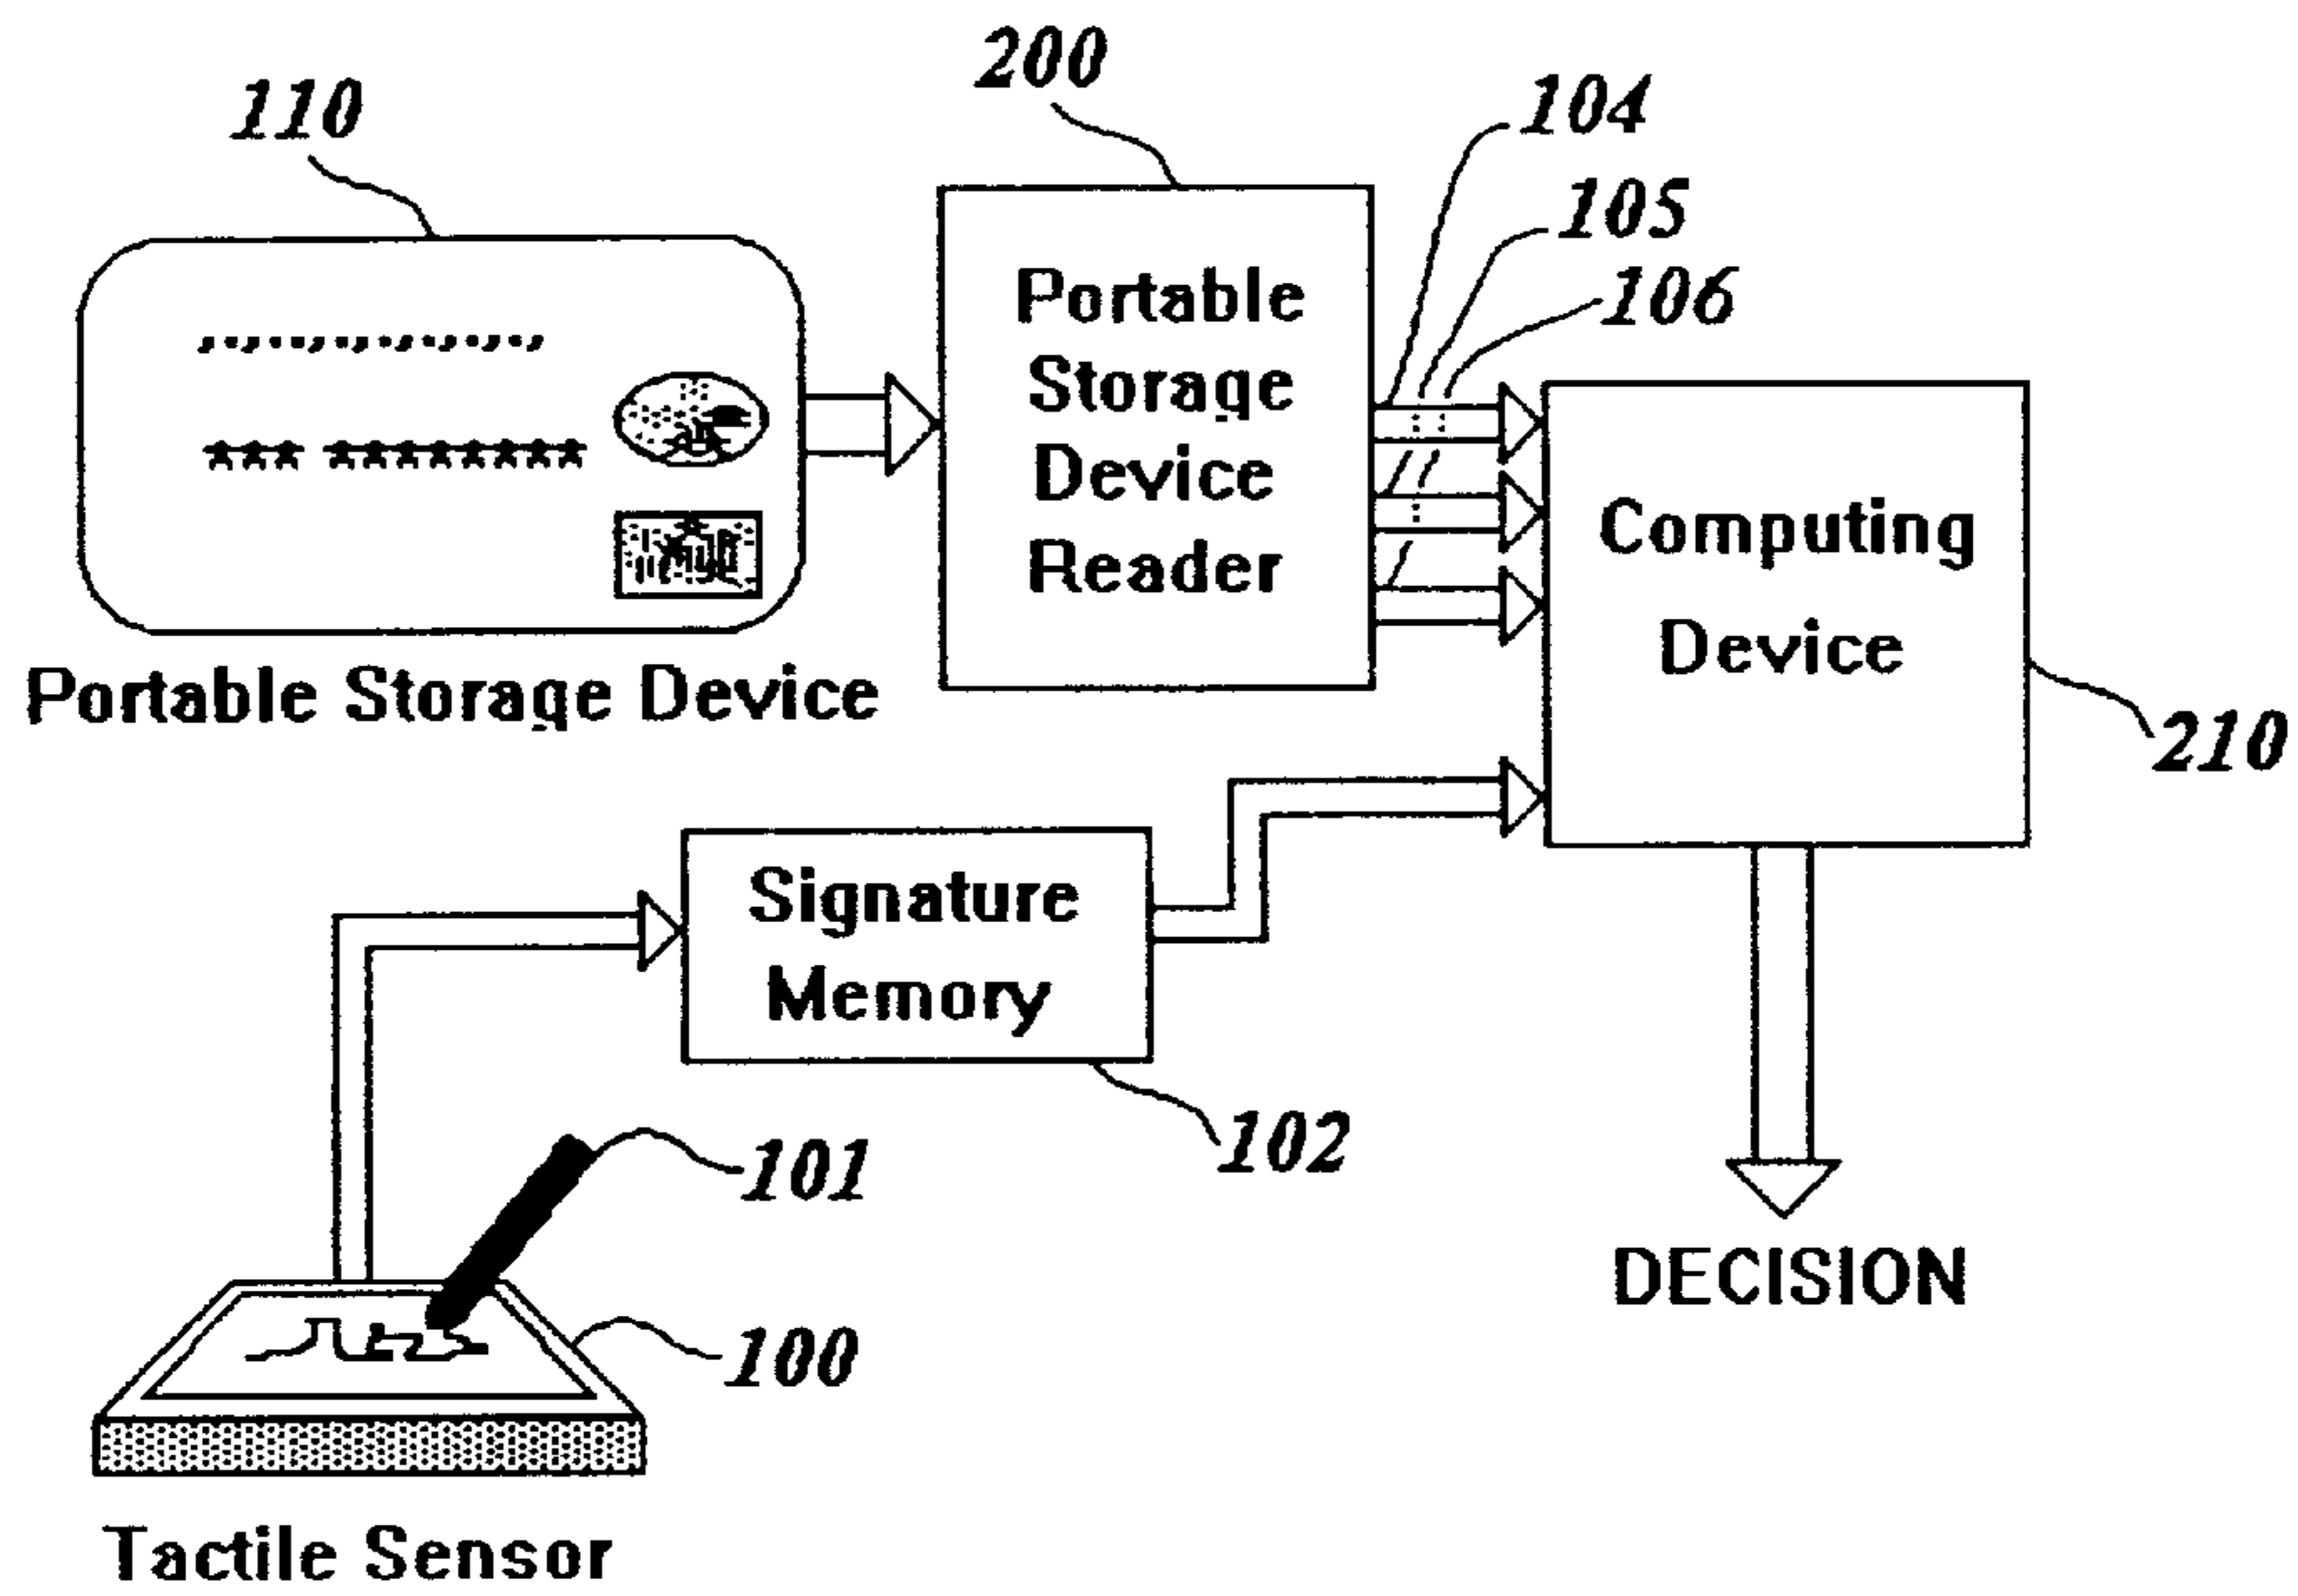 200
104
110
105
106
Portable
Storage
Device
Reader
Computing
Device
Portable Storage Device
210
Signature
Memory
102
101
DECISION
100
Tactile Sensor